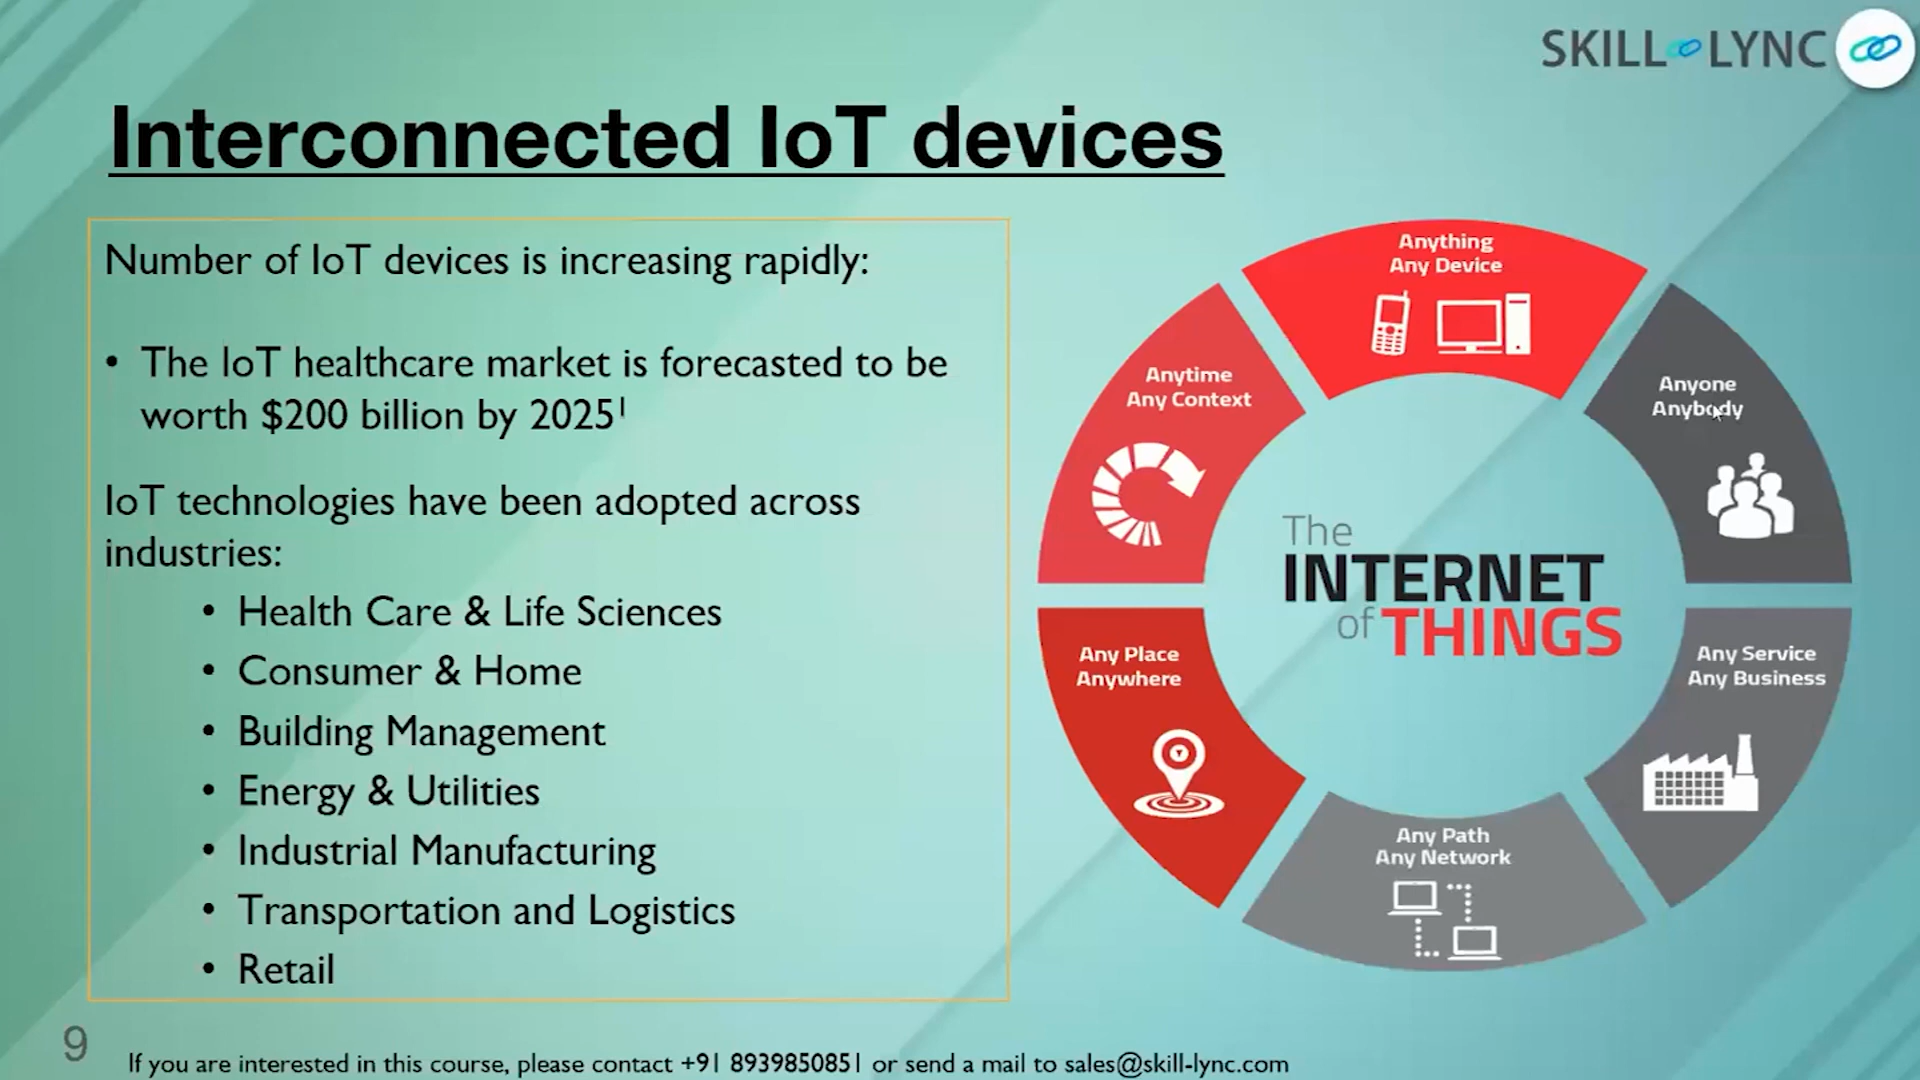 SKILL LYNC
Interconnected IoT devices
Number of IoT devices is increasing rapidly:
• The IoT healthcare market is forecasted to be
worth $200 billion by 2025¹
IoT technologies have been adopted across
industries:
• Health Care & Life Sciences
• Consumer & Home
• Building Management
• Energy & Utilities
• Industrial Manufacturing
• Transportation and Logistics
• Retail
Anything
Any Device
Anyone
Anybody
Any Service
Any Business
Any Path
Any Network
Any Place
Anywhere
Anytime
Any Context
The
INTERNET
of THINGS
9
If you are interested in this course, please contact +91 8939850851 or send a mail to sales@skill-lync.com